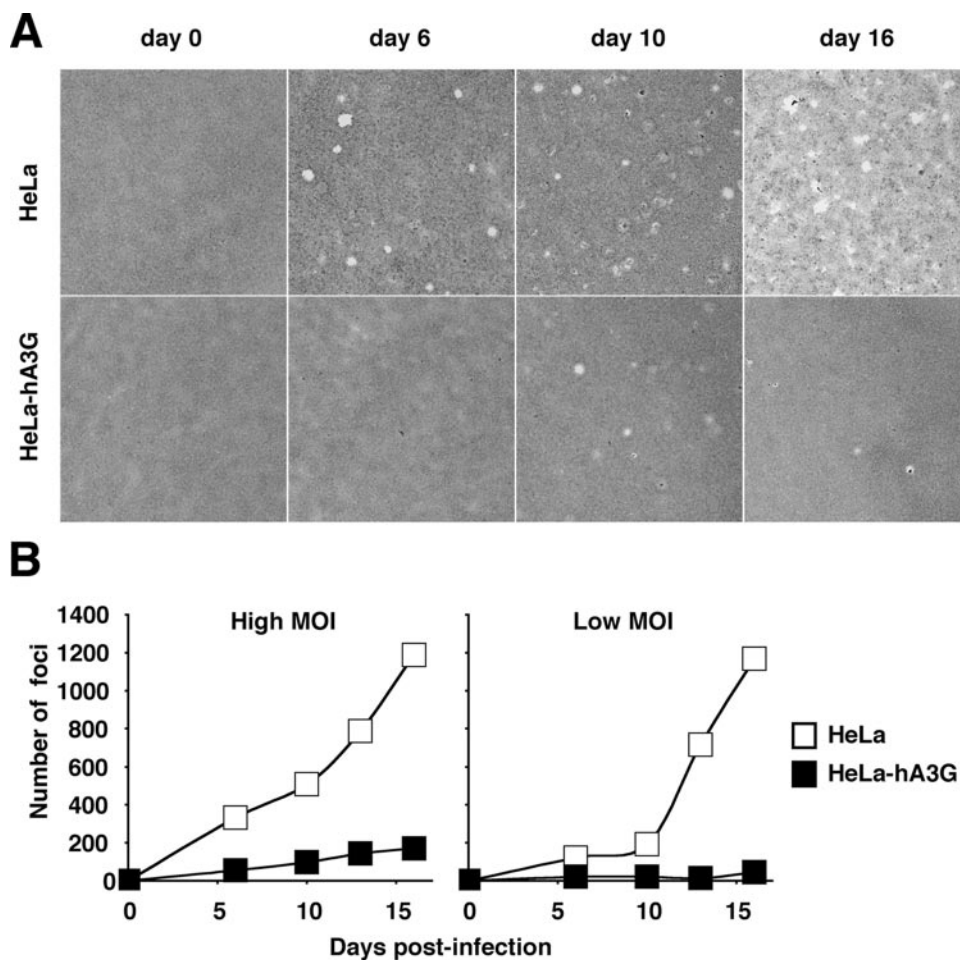 A
day 0 day 6 day 10 day 16
HeLa
HeLa-hA3G
B
High MOI Low MOI
Number of foci
1400
1200
1000
800
600
400
200
0
0 5 10 15 0 5 10 15
Days post-infection
HeLa
HeLa-hA3G